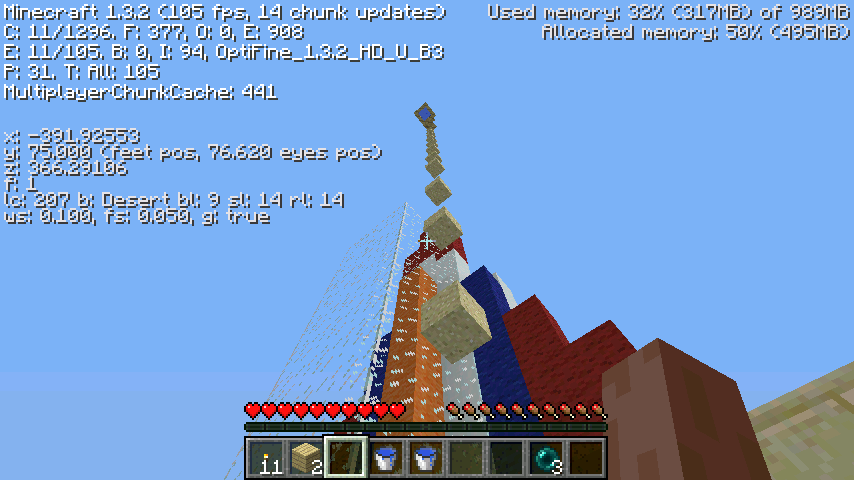 Minecraft 1.3.2 (105 fps, 14 chunk updates)
C: 11/1296. F: 377, O: 0, E: 908
E: 11/105. B: 0, I: 94, OptiFine_1.3.2_HD_U_B3
P: 31. T: All: 105
MultiplayerChunkCache: 441
x: -391.92553
y: 75.000 (feet pos, 76.620 eyes pos)
z: 366.29106
f: 1
lc: 207 b: Desert bl: 9 sl: 14 rl: 14
ws: 0.100, fs: 0.050, g: true
Used memory: 32% (317MB) of 989MB
Allocated memory: 50% (495MB)
11
2
3